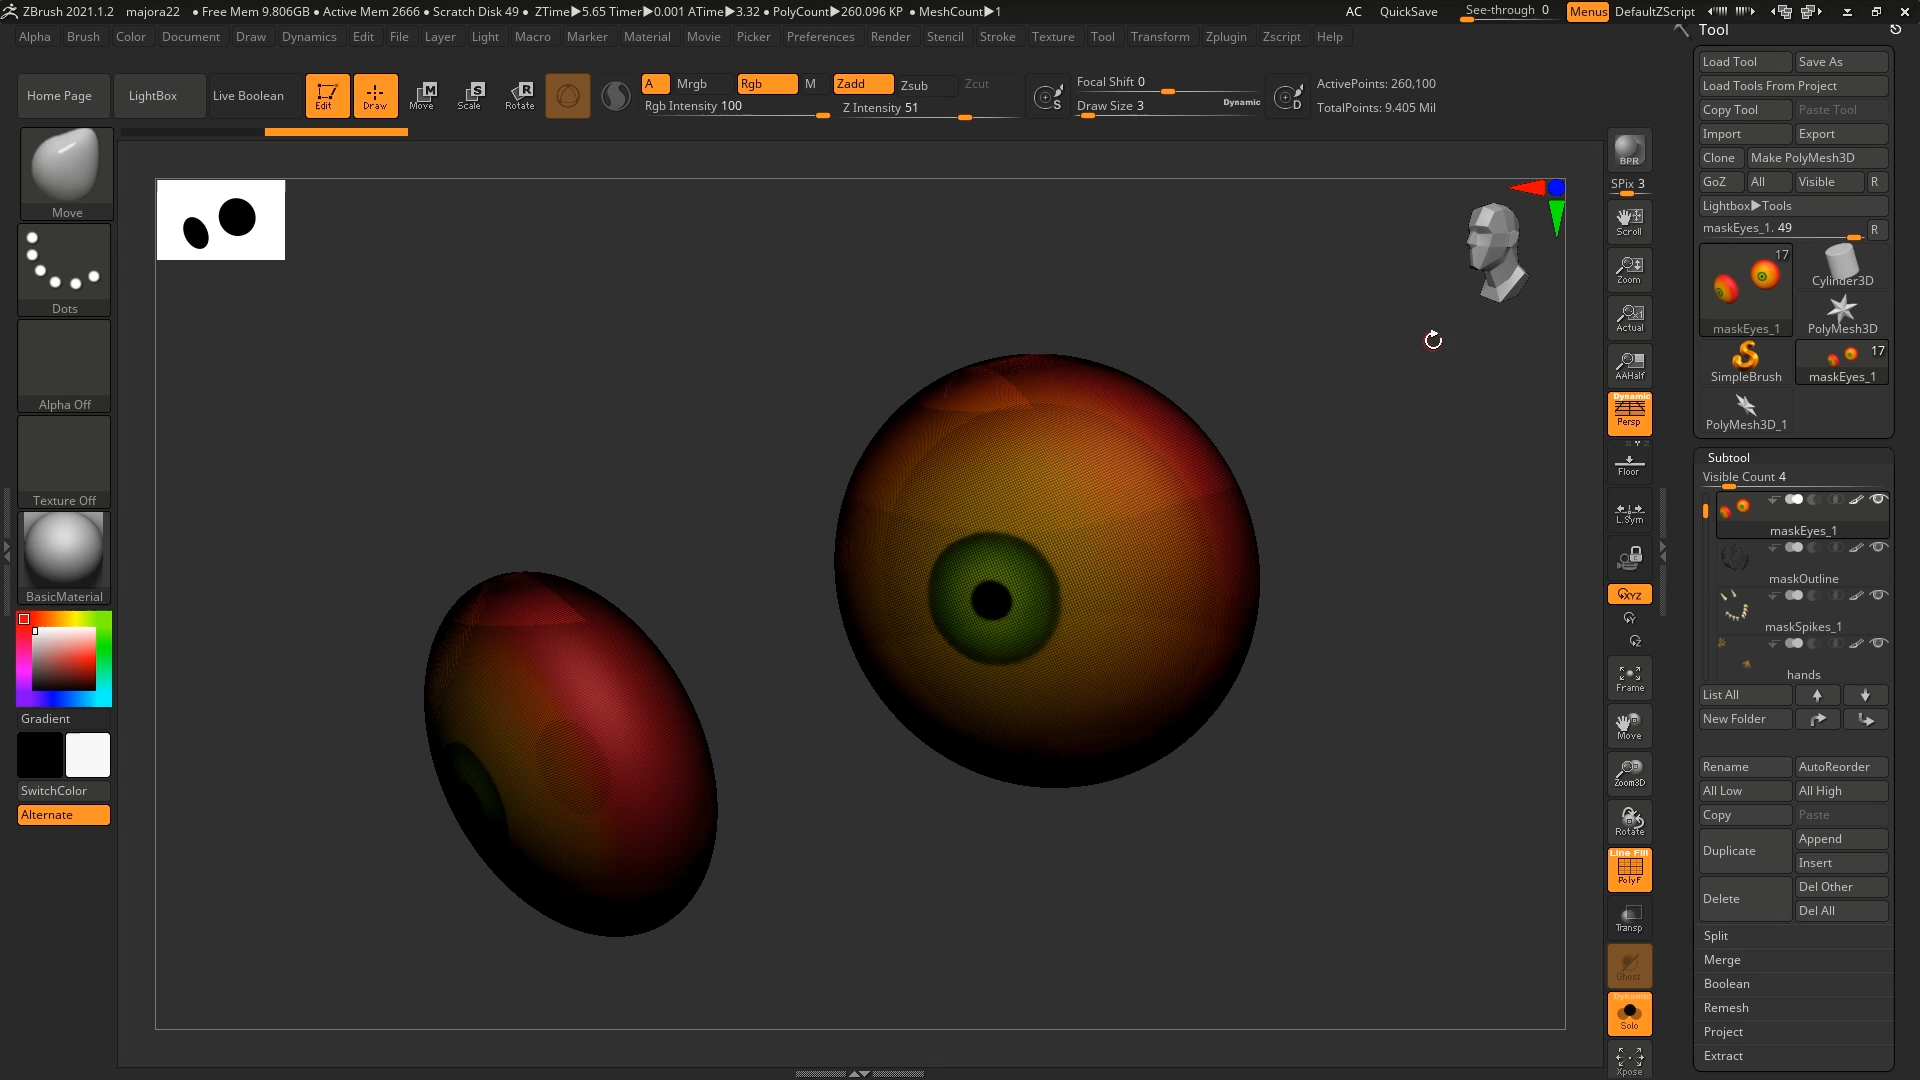 ZBrush 2021.1.2 majora22 • Free Mem 9.806GB • Active Mem 2666 • Scratch Disk 49 • ZTime▶5.65 Timer▶0.001 ATime▶3.32 • PolyCount▶260.096 KP • MeshCount▶1 AC QuickSave See-through 0 Menus DefaultZScript
Alpha Brush Color Document Draw Dynamics Edit File Layer Light Macro Marker Material Movie Picker Preferences Render Stencil Stroke Texture Tool Transform Zplugin Zscript Help
Home Page LightBox Live Boolean Edit Draw Move Scale Rotate
M S R
A Mrgb Rgb M Zadd Zsub Zcut
Rgb Intensity 100 Z Intensity 51
S Focal Shift 0
Draw Size 3 Dynamic
D ActivePoints: 260,100
TotalPoints: 9.405 Mil
Move
Dots
Alpha Off
Texture Off
BasicMaterial
Gradient
SwitchColor
Alternate
BPR
SPix 3
Scroll
Zoom
Actual
AAHalf
Dynamic
Persp
Floor
L.Sym
XYZ
Y
Z
Frame
Move
Zoom3D
Rotate
Line Fill
PolyF
Transp
Ghost
Dynamic
Solo
Xpose
Tool
Load Tool Save As
Load Tools From Project
Copy Tool Paste Tool
Import Export
Clone Make PolyMesh3D
GoZ All Visible R
Lightbox▶Tools
maskEyes_1. 49 R
17
maskEyes_1 Cylinder3D
PolyMesh3D
SimpleBrush 17 maskEyes_1
PolyMesh3D_1
Subtool
Visible Count 4
maskEyes_1
maskOutline
maskSpikes_1
hands
List All
New Folder
Rename AutoReorder
All Low All High
Copy Paste
Duplicate Append
Insert
Delete Del Other
Del All
Split
Merge
Boolean
Remesh
Project
Extract